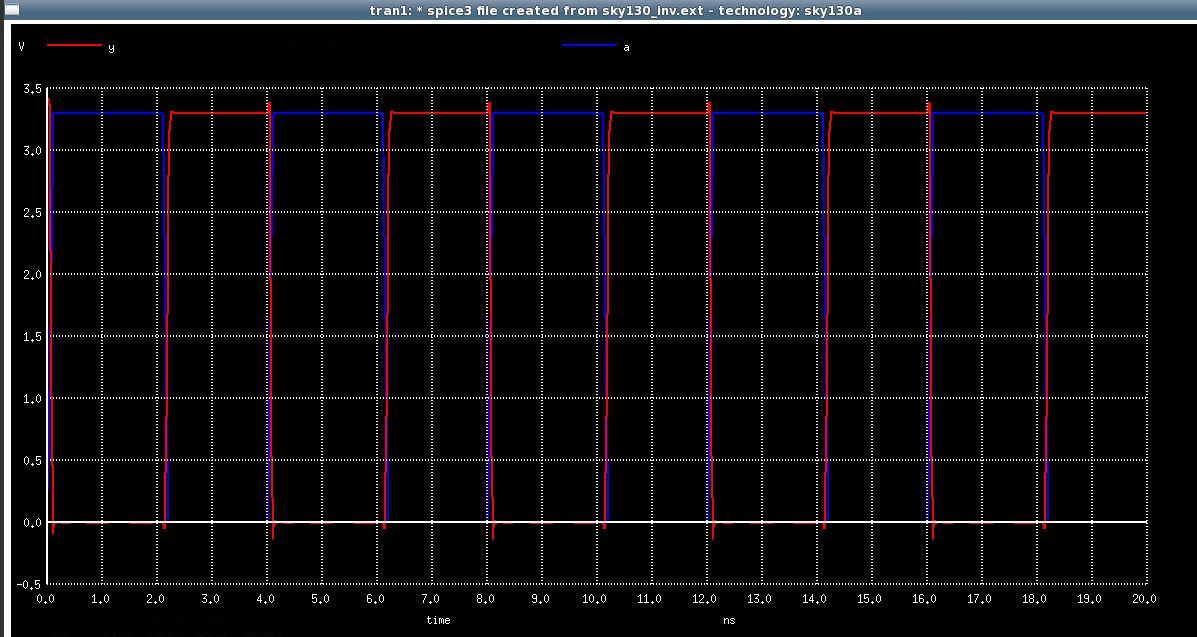 tran1: * spice3 file created from sky130_inv.ext - technology: sky130a
V y a
3.5
3.0
2.5
2.0
1.5
1.0
0.5
0.0
-0.5
0.0 1.0 2.0 3.0 4.0 5.0 6.0 7.0 8.0 9.0 10.0 11.0 12.0 13.0 14.0 15.0 16.0 17.0 18.0 19.0 20.0
time ns